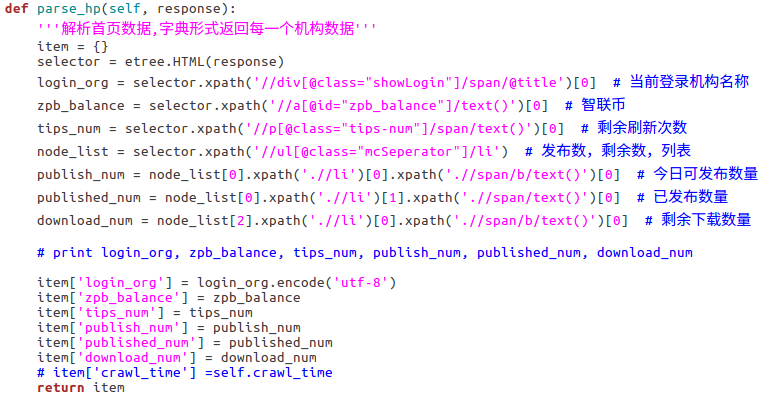 def parse_hp(self, response):
    '''解析首页数据,字典形式返回每一个机构数据'''
    item = {}
    selector = etree.HTML(response)
    login_org = selector.xpath('//div[@class="showLogin"]/span/@title')[0]  # 当前登录机构名称
    zpb_balance = selector.xpath('//a[@id="zpb_balance"]/text()')[0]  # 智联币
    tips_num = selector.xpath('//p[@class="tips-num"]/span/text()')[0]  # 剩余刷新次数
    node_list = selector.xpath('//ul[@class="mcSeperator"]/li')  # 发布数，剩余数，列表
    publish_num = node_list[0].xpath('.//li')[0].xpath('.//span/b/text()')[0]  # 今日可发布数量
    published_num = node_list[0].xpath('.//li')[1].xpath('.//span/text()')[0]  # 已发布数量
    download_num = node_list[2].xpath('.//li')[0].xpath('.//span/b/text()')[0]  # 剩余下载数量
    # print login_org, zpb_balance, tips_num, publish_num, published_num, download_num
    item['login_org'] = login_org.encode('utf-8')
    item['zpb_balance'] = zpb_balance
    item['tips_num'] = tips_num
    item['publish_num'] = publish_num
    item['published_num'] = published_num
    item['download_num'] = download_num
    # item['crawl_time'] =self.crawl_time
    return item